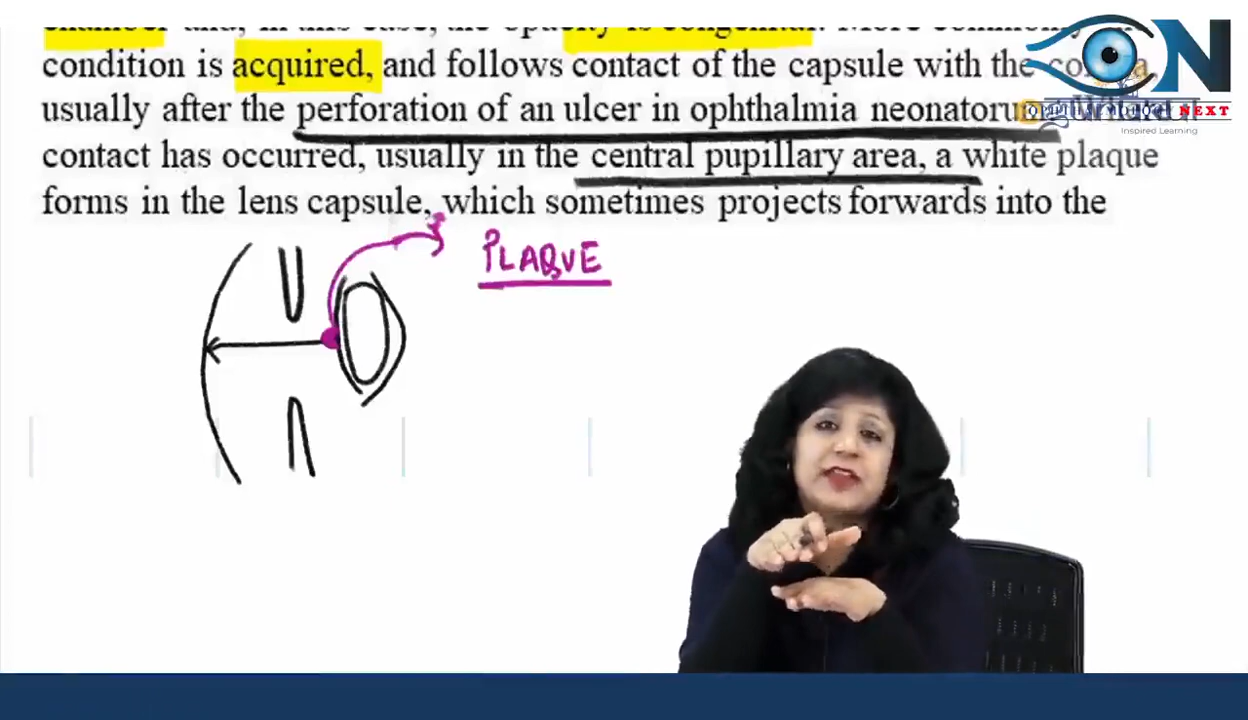 condition is acquired, and follows contact of the capsule with the
usually after the perforation of an ulcer in ophthalmia neonatorum
contact has occurred, usually in the central pupillary area, a white plaque
forms in the lens capsule, which sometimes projects forwards into the
PLAQUE
ON
NEXT
Inspired Learning